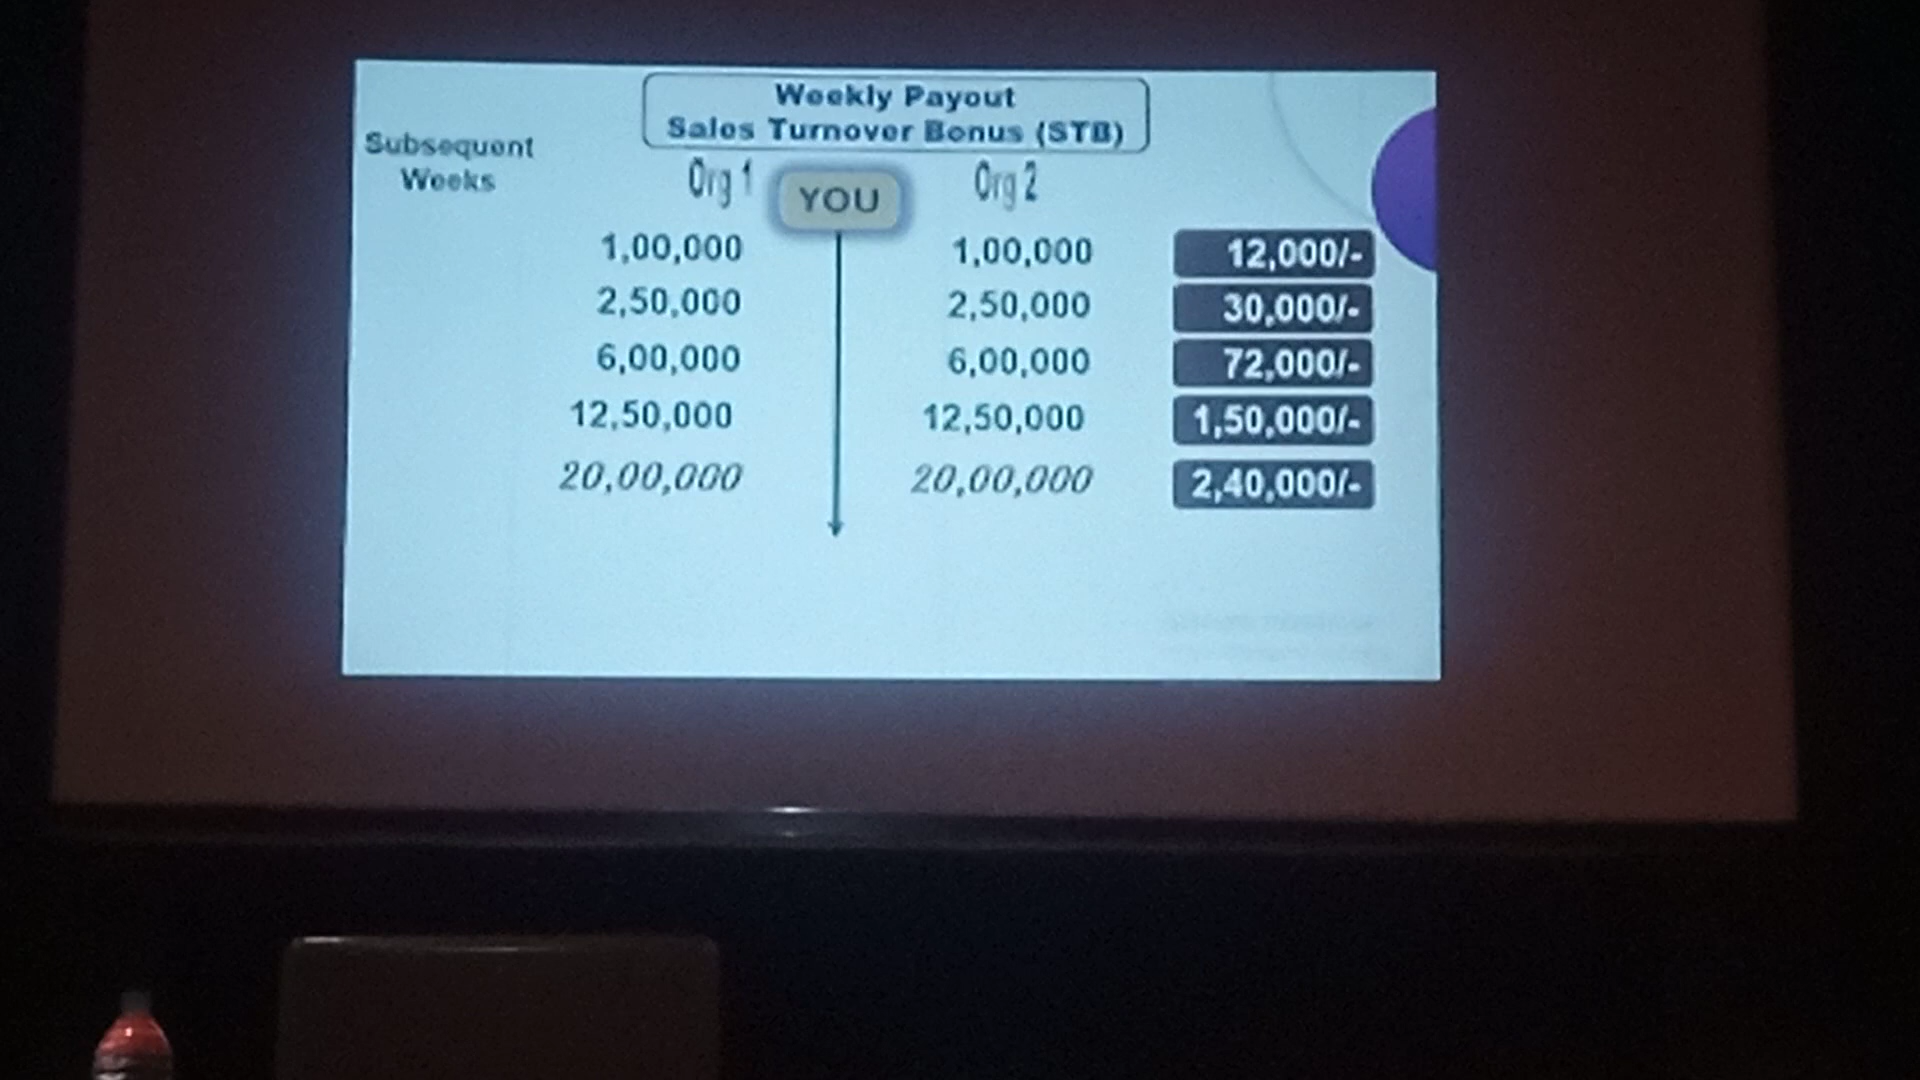 Weekly Payout
Sales Turnover Bonus (STB)
Subsequent
Weeks
Org 1 YOU Org 2
1,00,000 1,00,000 12,000/-
2,50,000 2,50,000 30,000/-
6,00,000 6,00,000 72,000/-
12,50,000 12,50,000 1,50,000/-
20,00,000 20,00,000 2,40,000/-